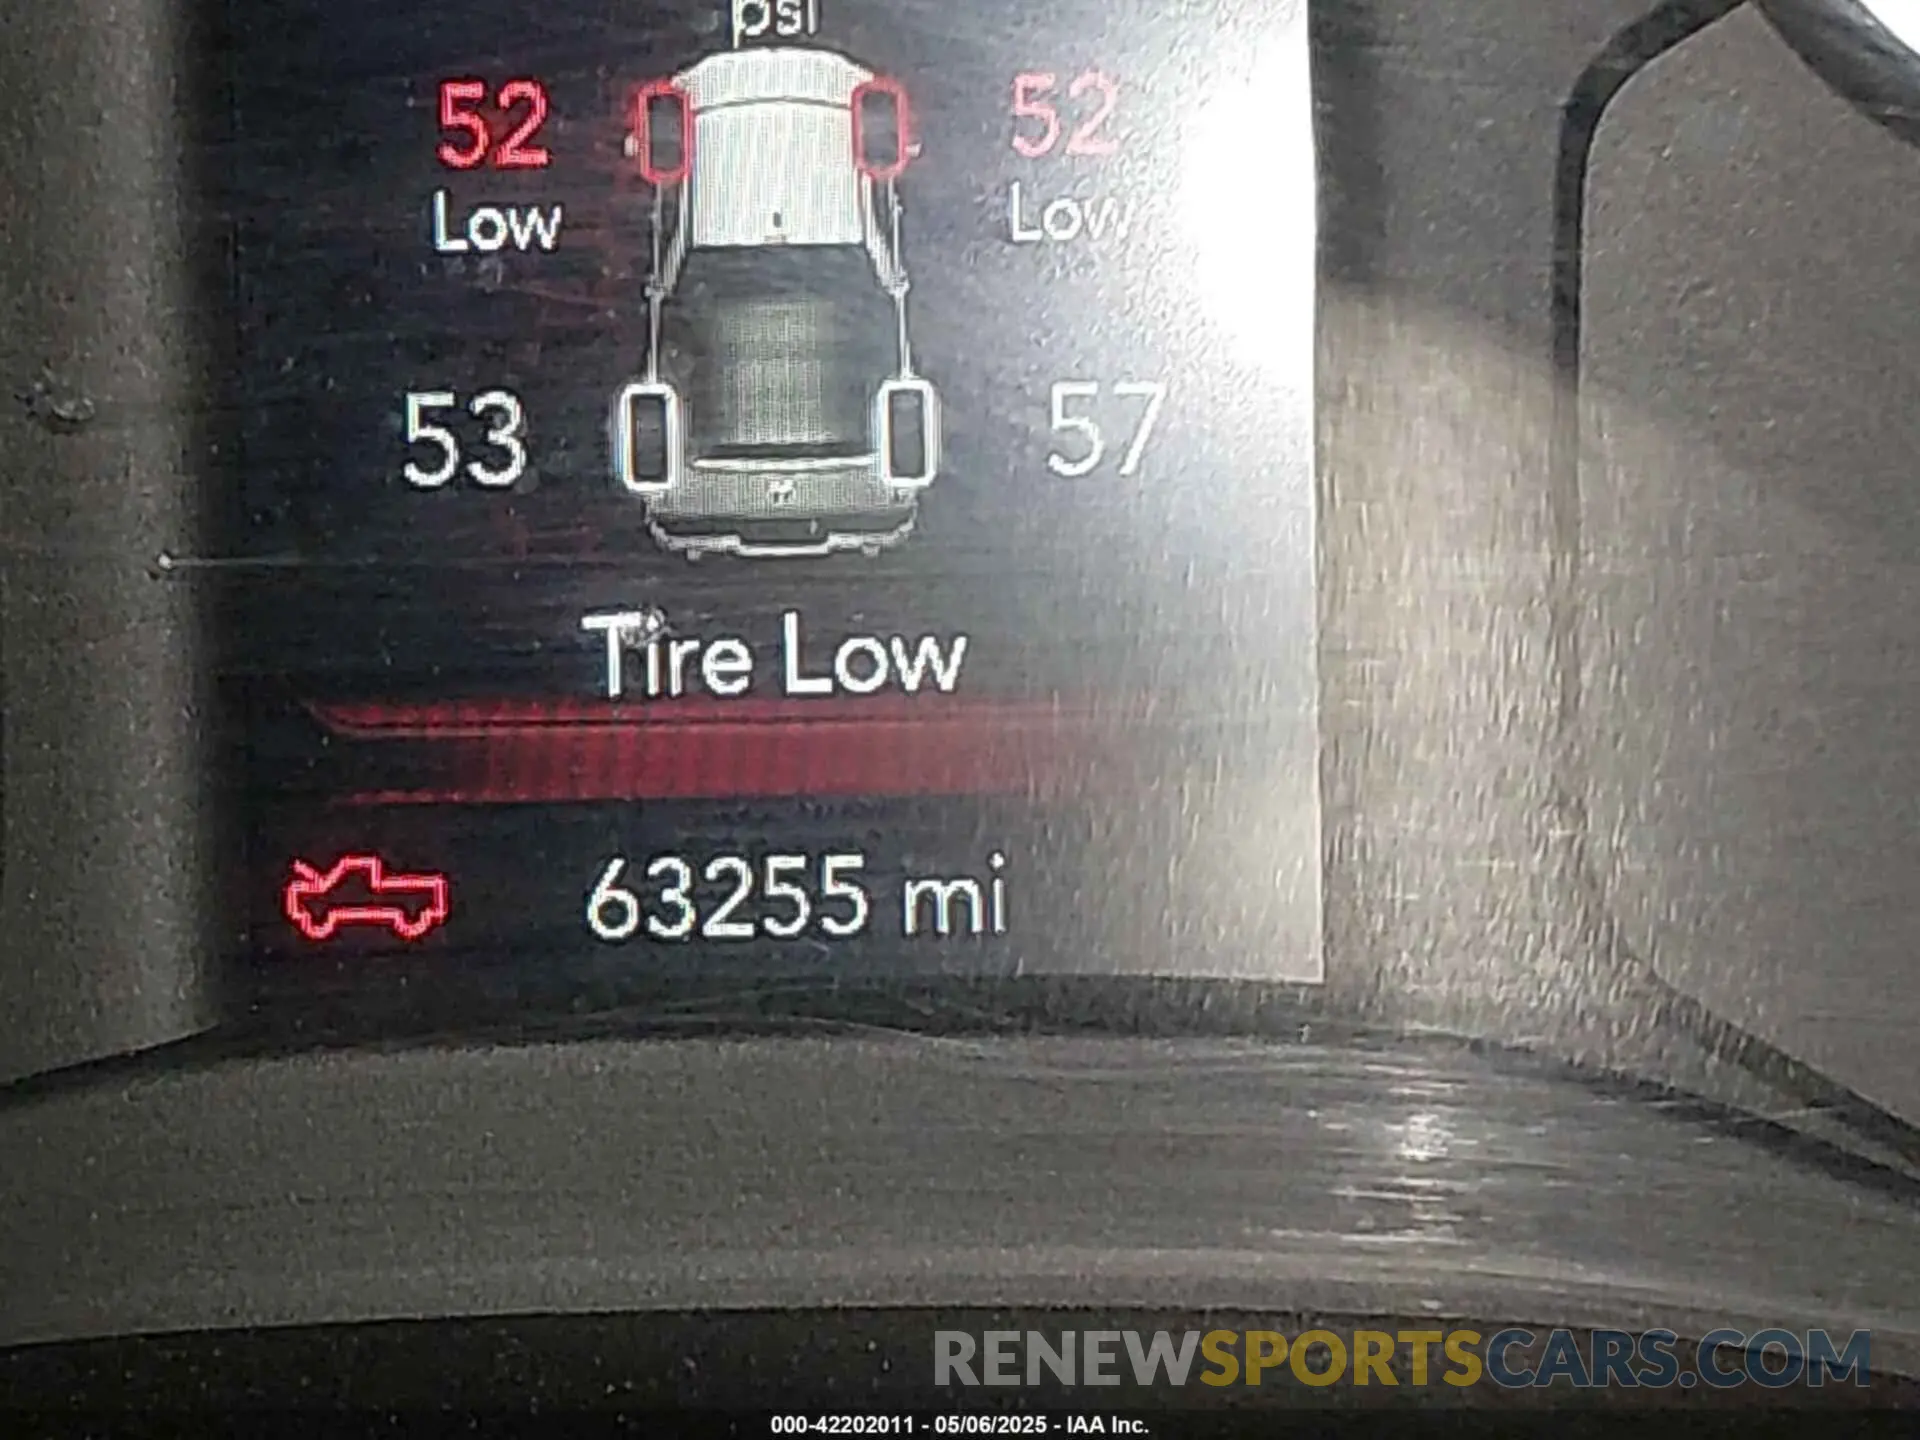 psi
52 52
Low Low
53 57
Tire Low
63255 mi
RENEWSPORTSCARS.COM
000-42202011 - 05/06/2025 - IAA Inc.